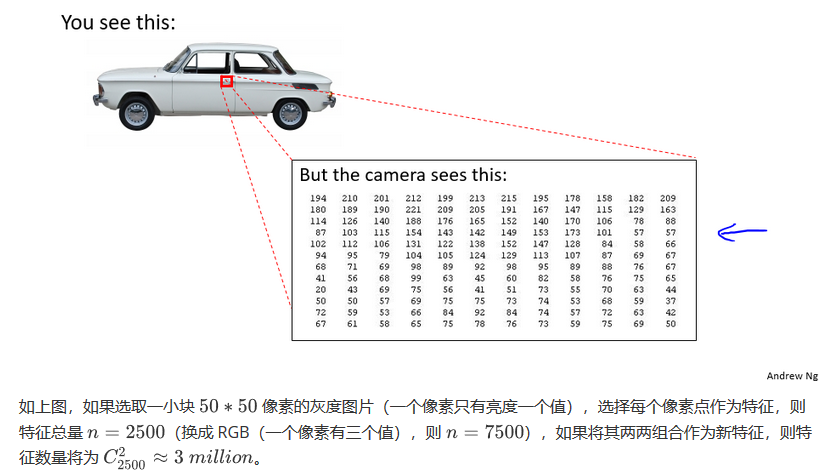 You see this:
But the camera sees this:
194 210 201 212 199 213 215 195 178 158 182 209
180 189 190 221 209 205 191 167 147 115 129 163
114 126 140 188 176 165 152 140 170 106 78 88
87 103 115 154 143 142 149 153 173 101 57 57
102 112 106 131 122 138 152 147 128 84 58 66
94 95 79 104 105 124 129 113 107 87 69 67
68 71 69 98 89 92 98 95 89 88 76 67
41 56 68 99 63 45 60 82 58 76 75 65
20 43 69 75 56 41 51 73 55 70 63 44
50 50 57 69 75 75 73 74 53 68 59 37
72 59 53 66 84 92 84 74 57 72 63 42
67 61 58 65 75 78 76 73 59 75 69 50
Andrew Ng
如上图，如果选取一小块 50 ∗ 50 像素的灰度图片（一个像素只有亮度一个值），选择每个像素点作为特征，则
特征总量 n = 2500（换成 RGB（一个像素有三个值），则 n = 7500），如果将其两两组合作为新特征，则特
征数量将为 C²₂₅₀₀ ≈ 3 million。